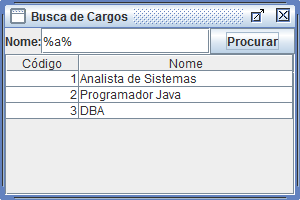 Busca de Cargos
Nome: %a% Procurar
Código Nome
1 Analista de Sistemas
2 Programador Java
3 DBA